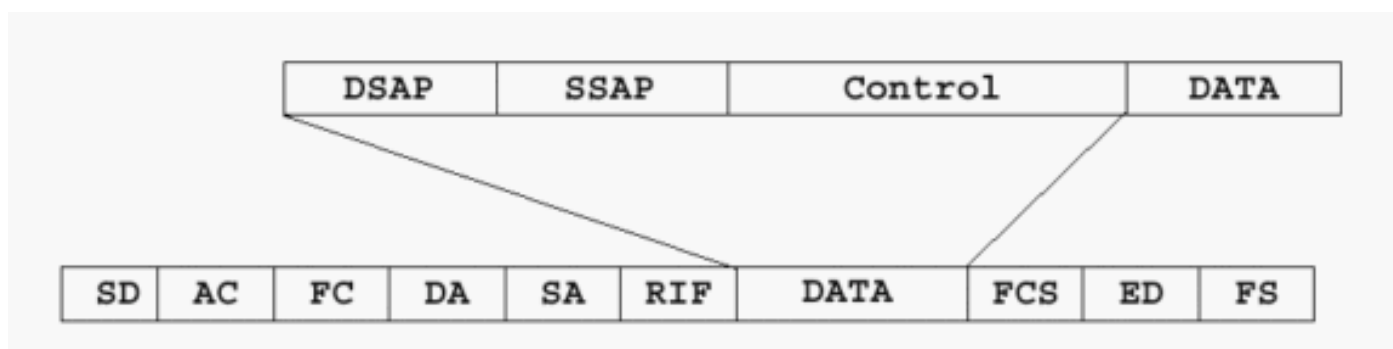 DSAP SSAP Control DATA
SD AC FC DA SA RIF DATA FCS ED FS